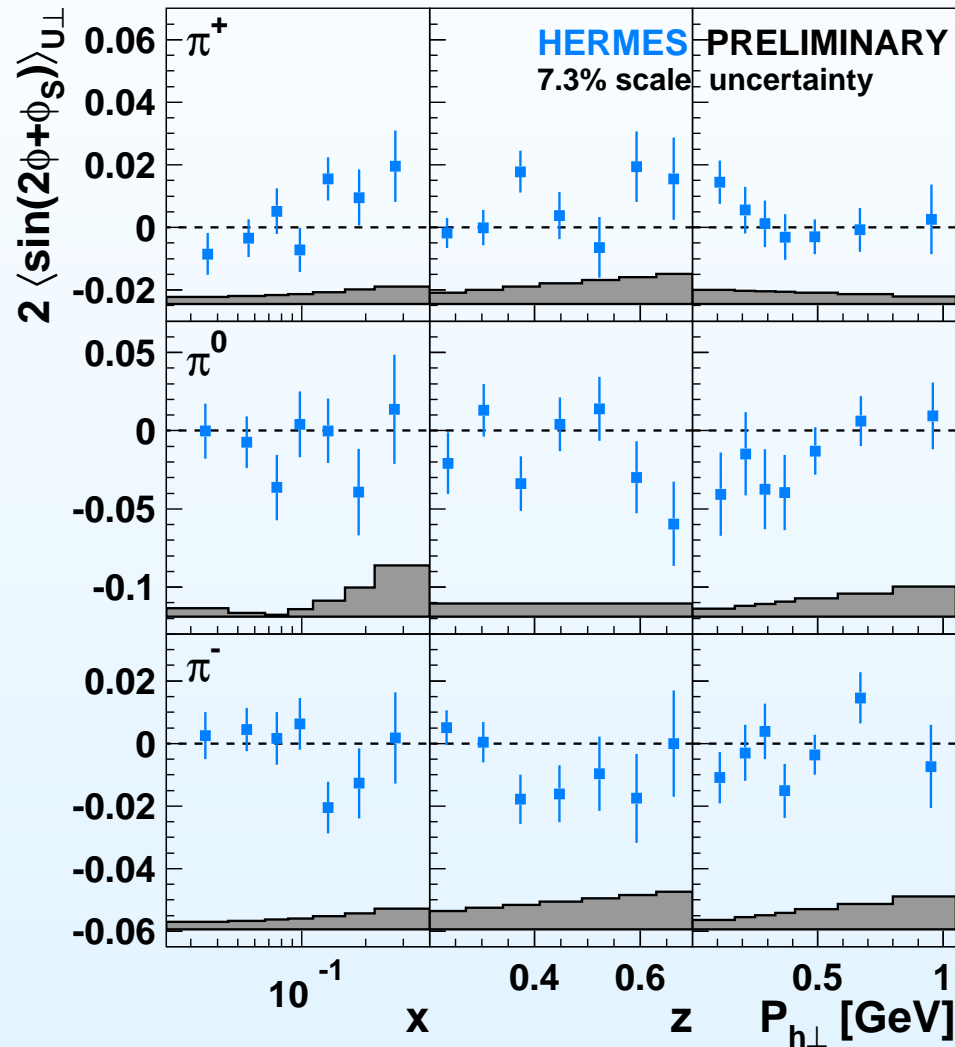 2 ⟨sin(2ϕ+ϕS)⟩U⊥
HERMES PRELIMINARY
7.3% scale uncertainty
π+
0.06
0.04
0.02
0
-0.02
π0
0.05
0
-0.05
-0.1
π-
0.02
0
-0.02
-0.04
-0.06
10-1
0.4 0.6
0.5 1
x
z
Ph⊥ [GeV]